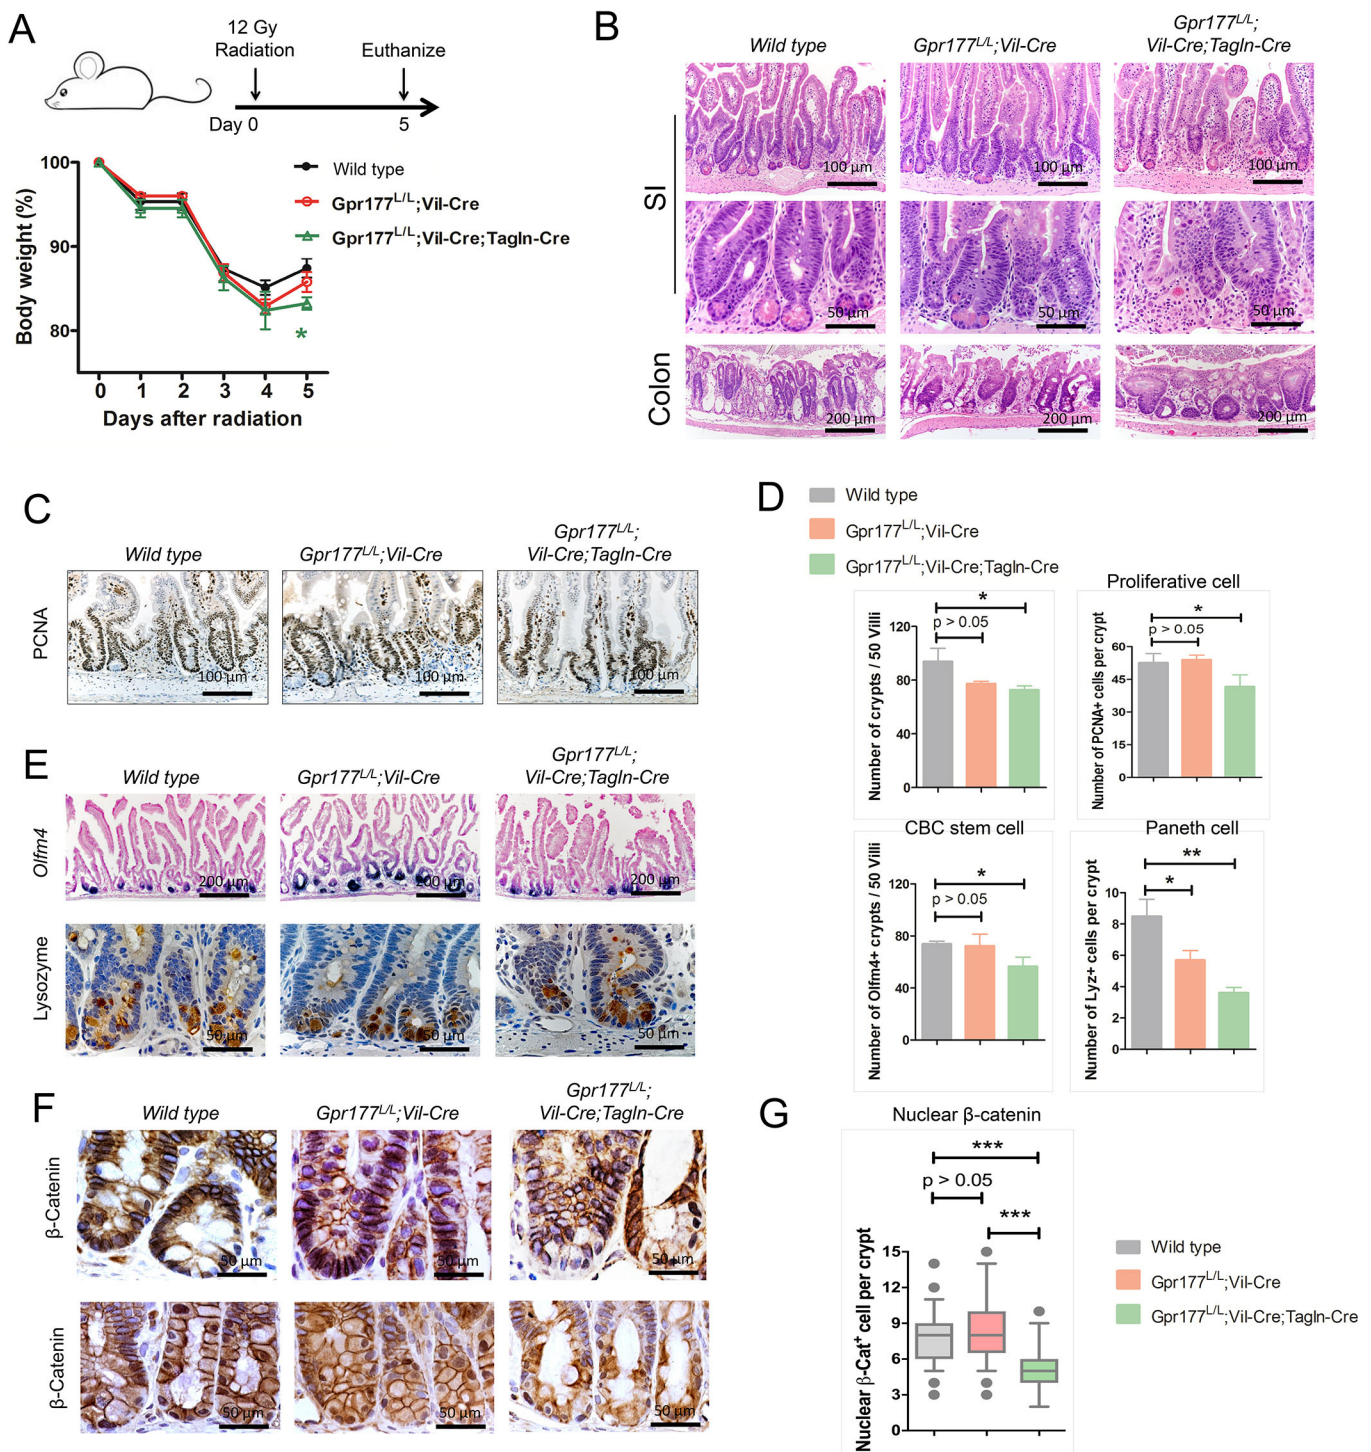 A
12 Gy
Radiation
Euthanize
Day 0
5
Body weight (%)
100
90
80
0 1 2 3 4 5
Days after radiation
Wild type
Gpr177L/L;Vil-Cre
Gpr177L/L;Vil-Cre;Tagln-Cre
*
B
Wild type
Gpr177L/L;Vil-Cre
Gpr177L/L;
Vil-Cre;Tagln-Cre
SI
100 µm
100 µm
100 µm
50 µm
50 µm
50 µm
Colon
200 µm
200 µm
200 µm
C
Wild type
Gpr177L/L;Vil-Cre
Gpr177L/L;
Vil-Cre;Tagln-Cre
PCNA
100 µm
100 µm
100 µm
D
Wild type
Gpr177L/L;Vil-Cre
Gpr177L/L;Vil-Cre;Tagln-Cre
Number of crypts / 50 Villi
120
80
40
0
*
p > 0.05
Proliferative cell
Number of PCNA+ cells per crypt
60
45
30
15
0
*
p > 0.05
CBC stem cell
Number of Olfm4+ crypts / 50 Villi
120
80
40
0
*
p > 0.05
Paneth cell
Number of Lyz+ cells per crypt
10
8
6
4
2
0
**
*
E
Wild type
Gpr177L/L;Vil-Cre
Gpr177L/L;
Vil-Cre;Tagln-Cre
Olfm4
200 µm
200 µm
200 µm
Lysozyme
50 µm
50 µm
50 µm
F
Wild type
Gpr177L/L;Vil-Cre
Gpr177L/L;
Vil-Cre;Tagln-Cre
β-Catenin
50 µm
50 µm
50 µm
β-Catenin
50 µm
50 µm
50 µm
G
Nuclear β-catenin
***
p > 0.05
***
Nuclear β-Cat+ cell per crypt
15
12
9
6
3
0
Wild type
Gpr177L/L;Vil-Cre
Gpr177L/L;Vil-Cre;Tagln-Cre